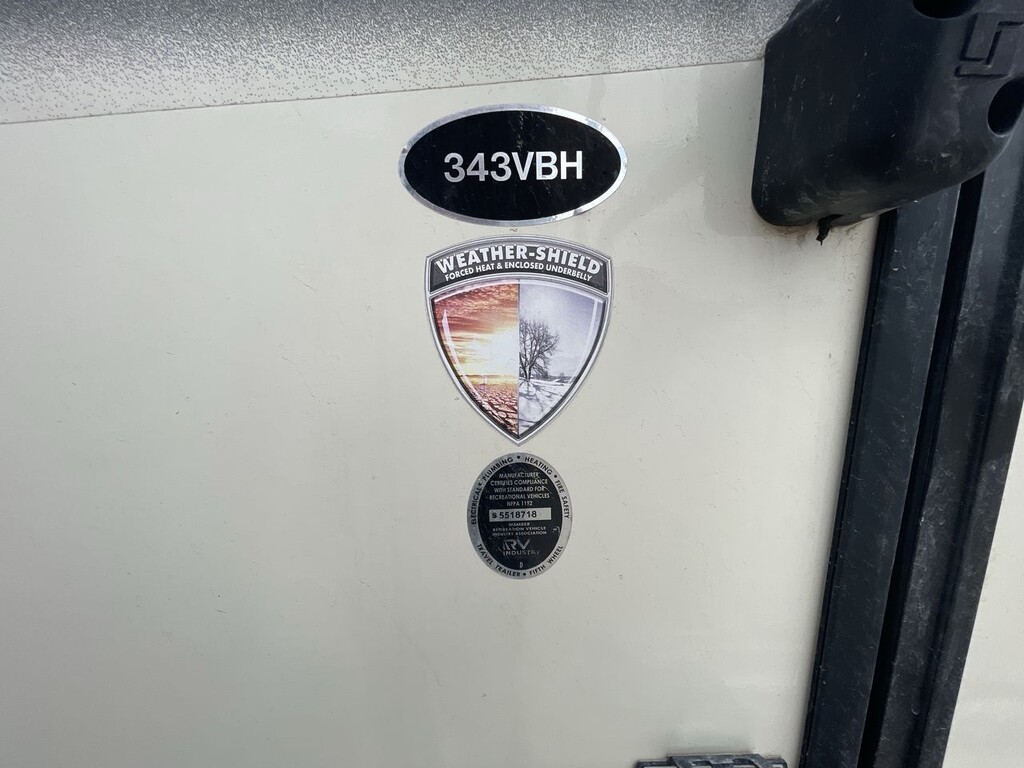 343VBH
WEATHER-SHIELD
FORCED HEAT & ENCLOSED UNDERBELLY
ELECTRICAL • PLUMBING • HEATING • FIRE SAFETY
MANUFACTURER
CERTIFIES COMPLIANCE
WITH STANDARD FOR
RECREATIONAL VEHICLES
NFPA 1192
S 5518718
MEMBER
RECREATION VEHICLE
INDUSTRY ASSOCIATION
RV
INDUSTRY
D
TRAVEL TRAILER • FIFTH WHEEL